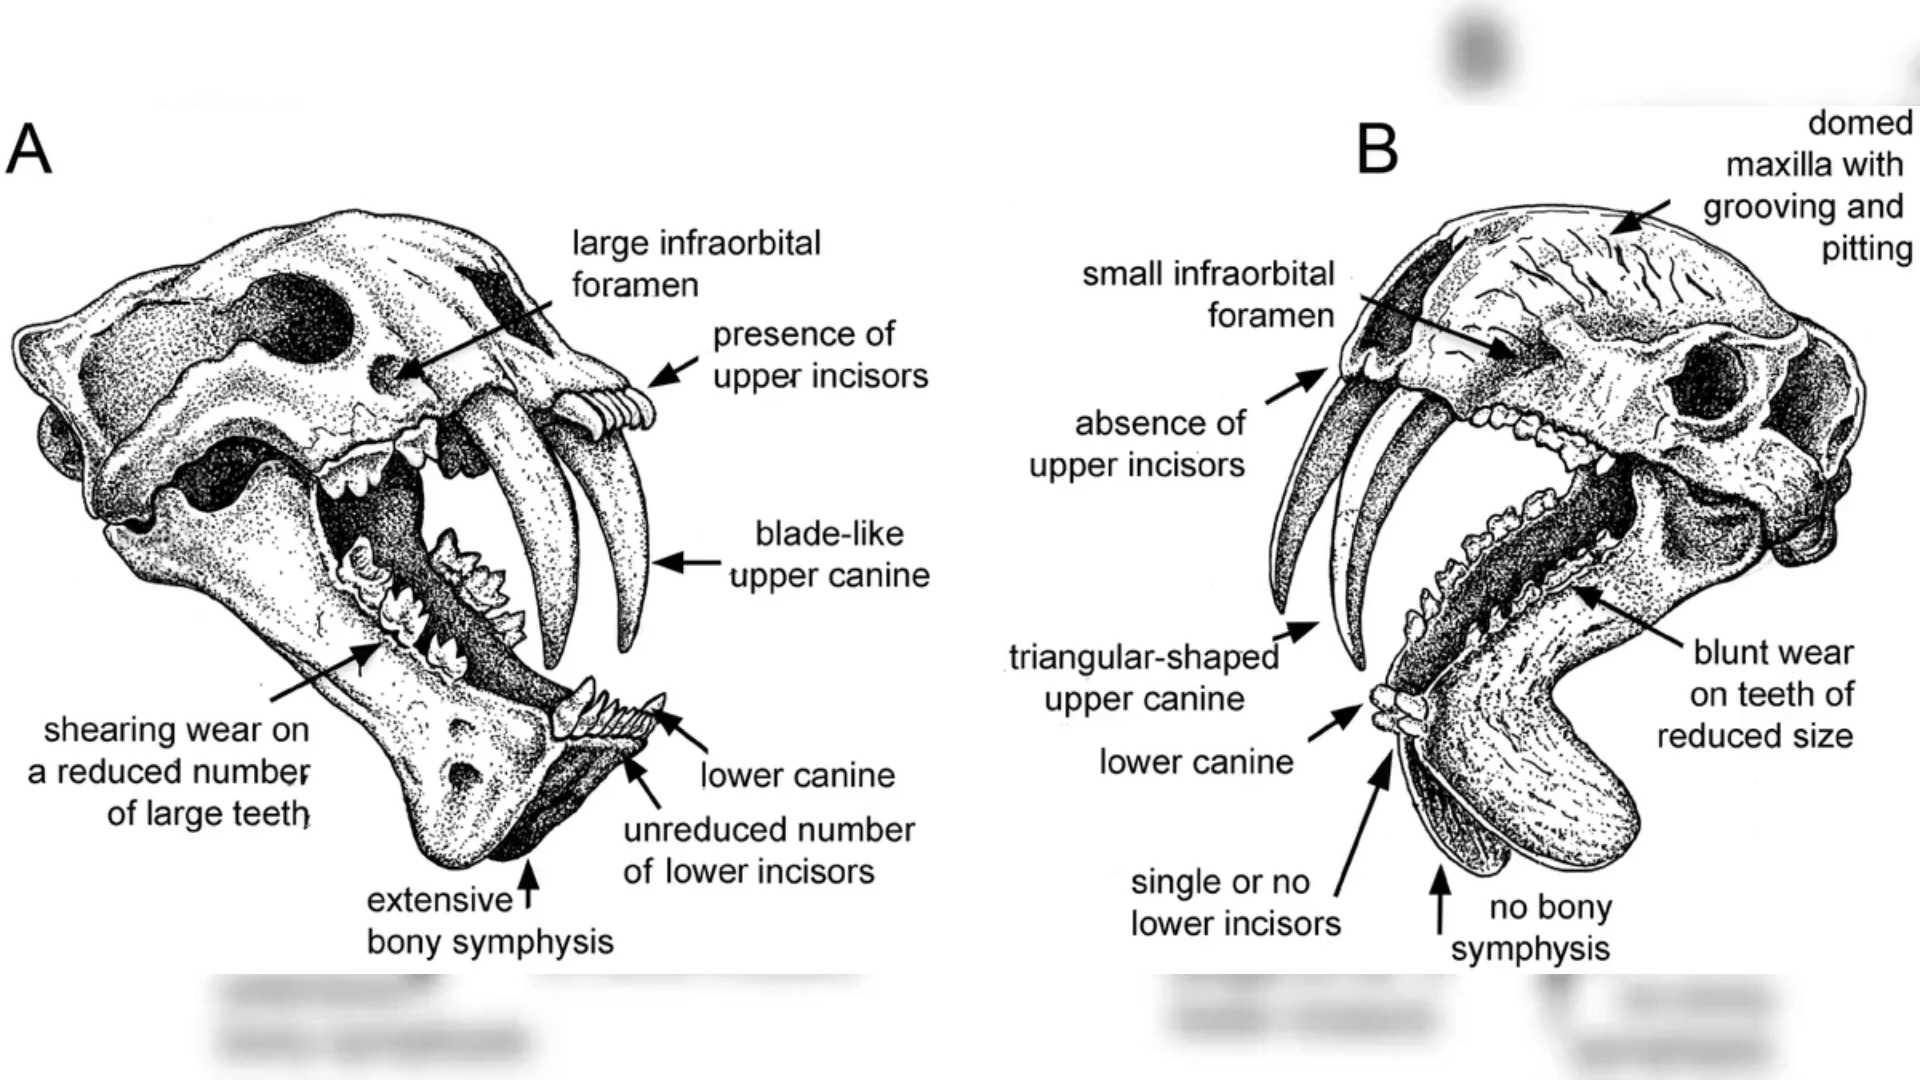 A
large infraorbital
foramen
presence of
upper incisors
blade-like
upper canine
shearing wear on
a reduced number
of large teeth
lower canine
unreduced number
of lower incisors
extensive
bony symphysis
B
domed
maxilla with
grooving and
pitting
small infraorbital
foramen
absence of
upper incisors
triangular-shaped
upper canine
lower canine
blunt wear
on teeth of
reduced size
single or no
lower incisors
no bony
symphysis